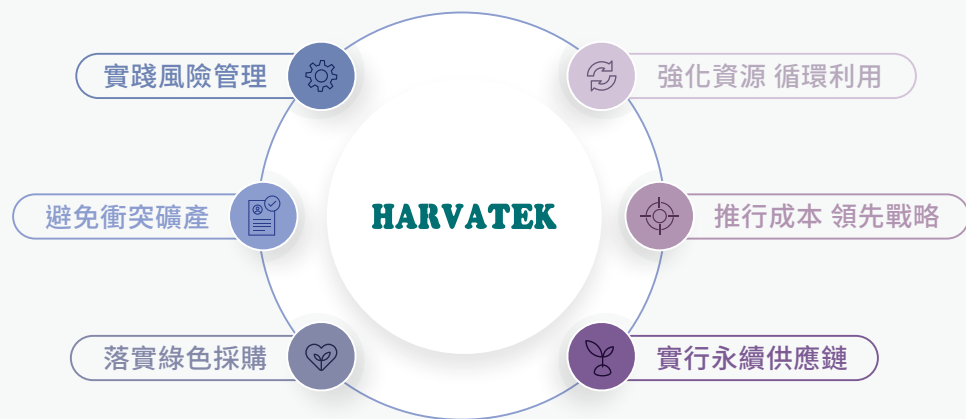 實踐風險管理
強化資源 循環利用
避免衝突礦產
HARVATEK
推行成本 領先戰略
落實綠色採購
實行永續供應鏈